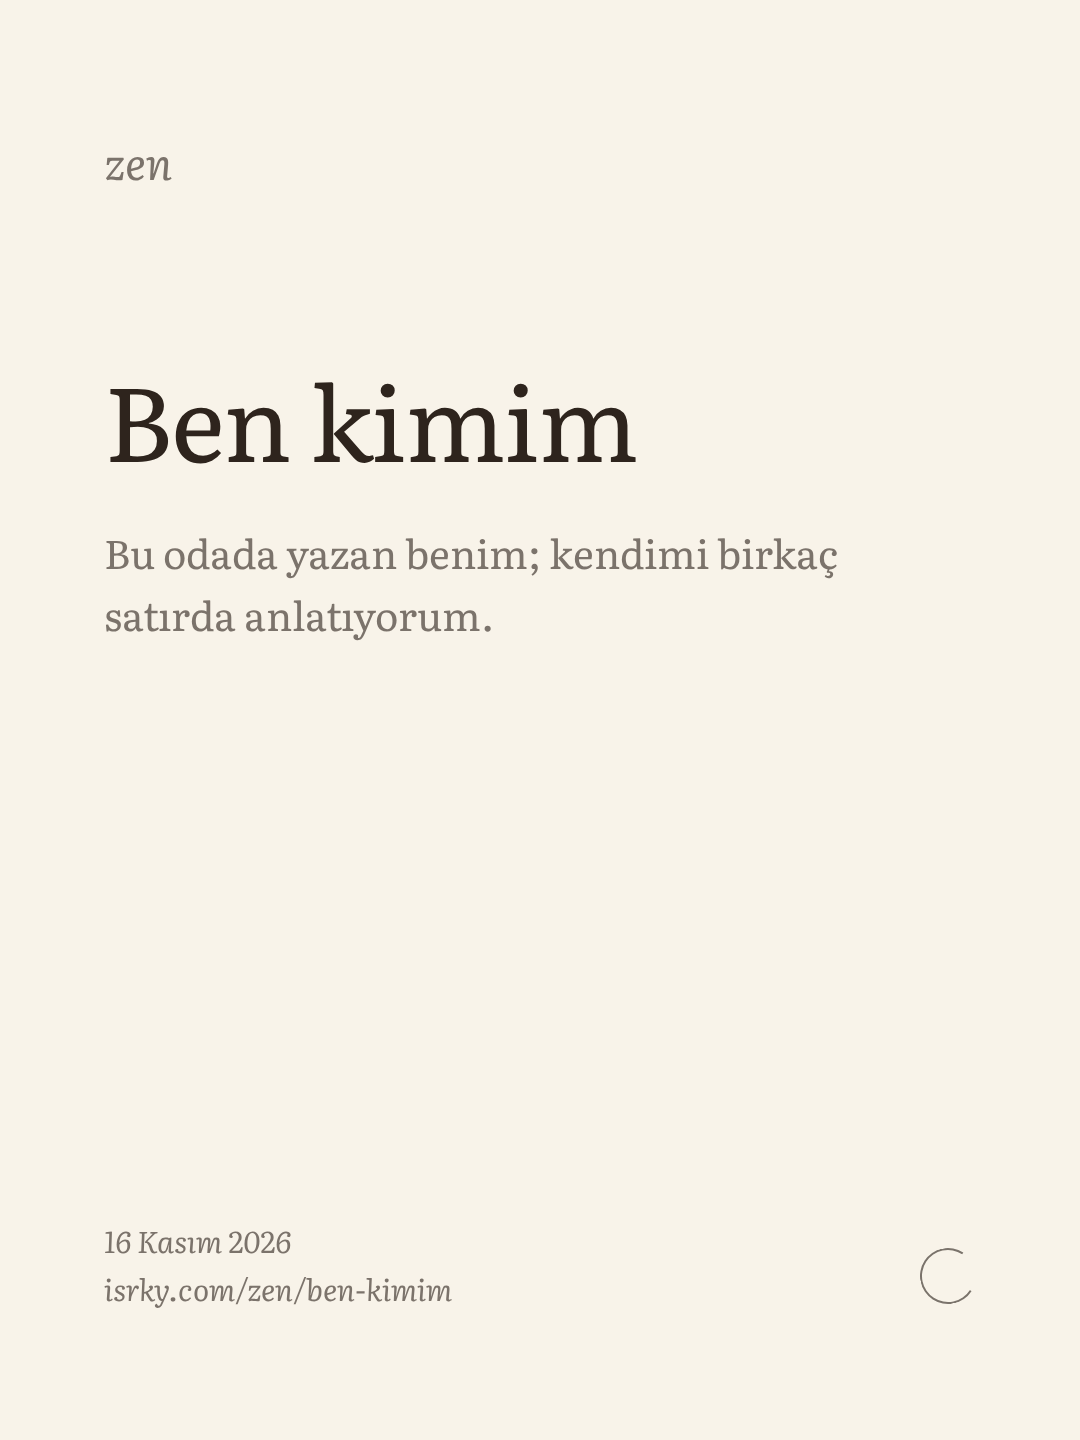 zen
Ben kimim
Bu odada yazan benim; kendimi birkaç
satırda anlatıyorum.
16 Kasım 2026
isrky.com/zen/ben-kimim